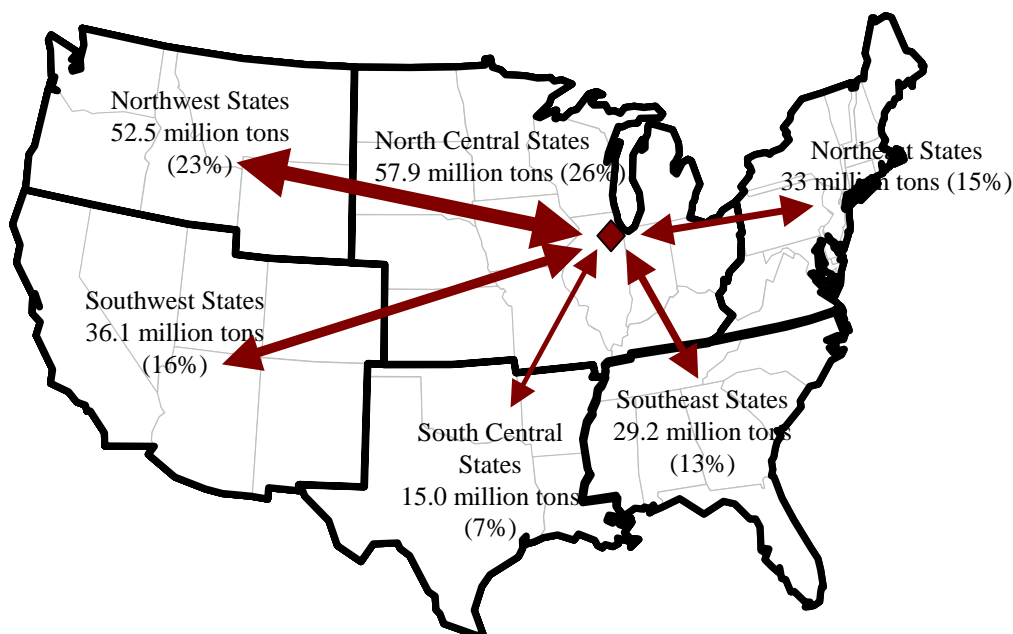 Northwest States
52.5 million tons
(23%)
North Central States
57.9 million tons (26%)
Northeast States
33 million tons (15%)
Southwest States
36.1 million tons
(16%)
South Central
States
15.0 million tons
(7%)
Southeast States
29.2 million tons
(13%)